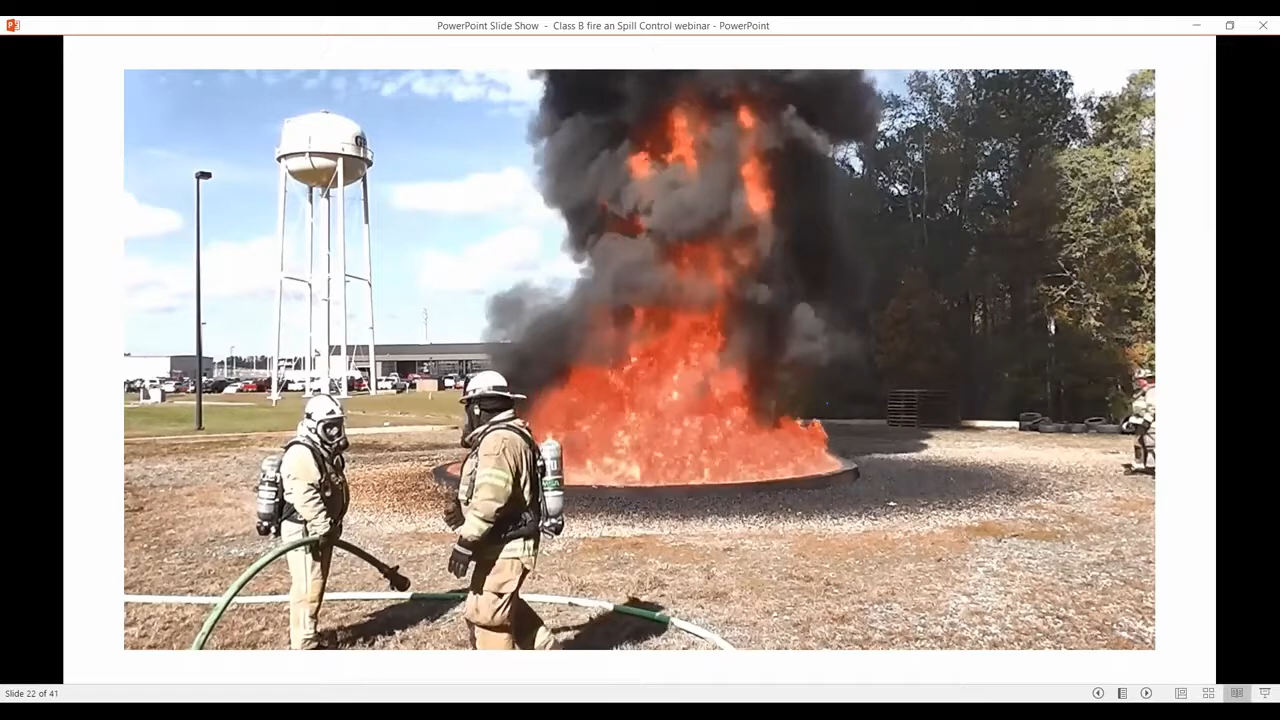 PowerPoint Slide Show - Class B fire an Spill Control webinar - PowerPoint
Slide 22 of 41